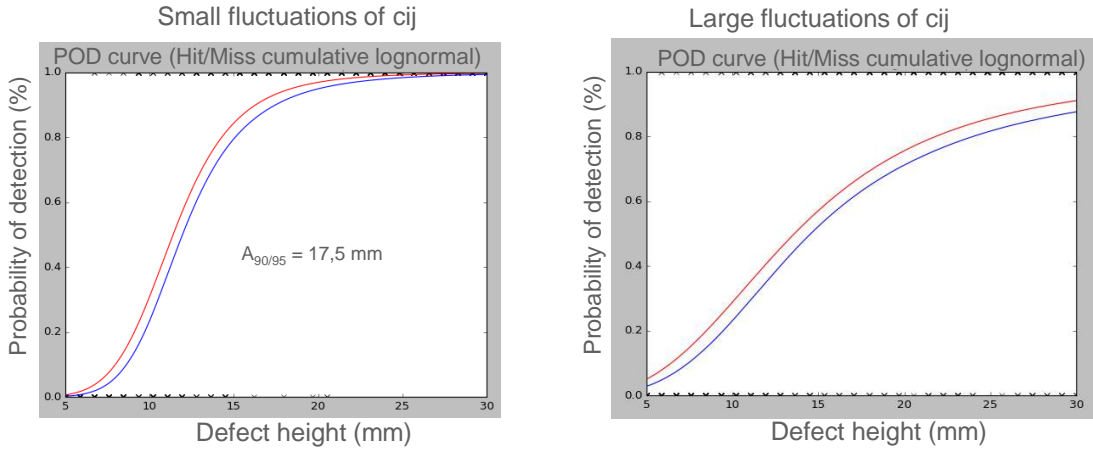 Small fluctuations of cij
POD curve (Hit/Miss cumulative lognormal)
Probability of detection (%)
1.0
0.8
0.6
0.4
0.2
0.0
A90/95 = 17,5 mm
5
10
15
20
25
30
Defect height (mm)
Large fluctuations of cij
POD curve (Hit/Miss cumulative lognormal)
Probability of detection (%)
1.0
0.8
0.6
0.4
0.2
0.0
5
10
15
20
25
30
Defect height (mm)